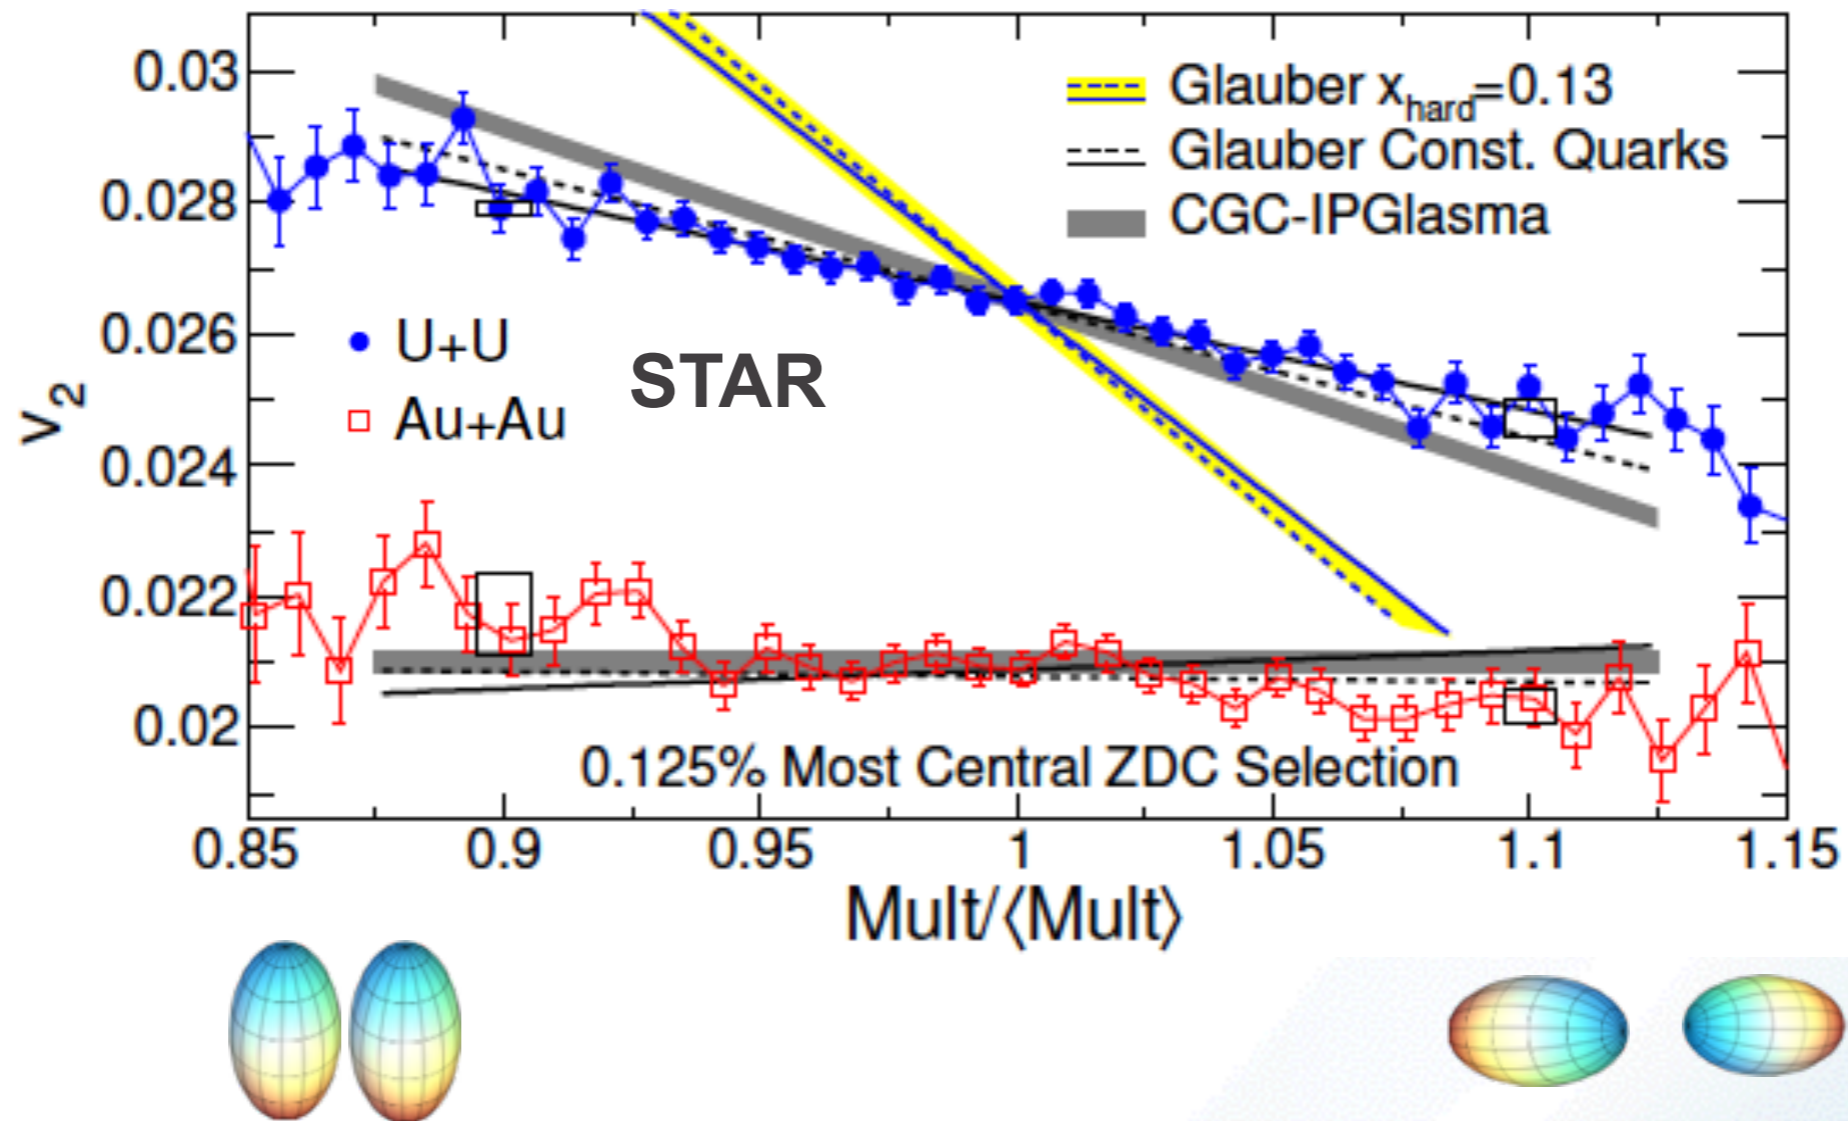 0.03
0.028
0.026
0.024
0.022
0.02
v2
Glauber xhard=0.13
Glauber Const. Quarks
CGC-IPGlasma
U+U
Au+Au
STAR
0.125% Most Central ZDC Selection
0.85 0.9 0.95 1 1.05 1.1 1.15
Mult/⟨Mult⟩